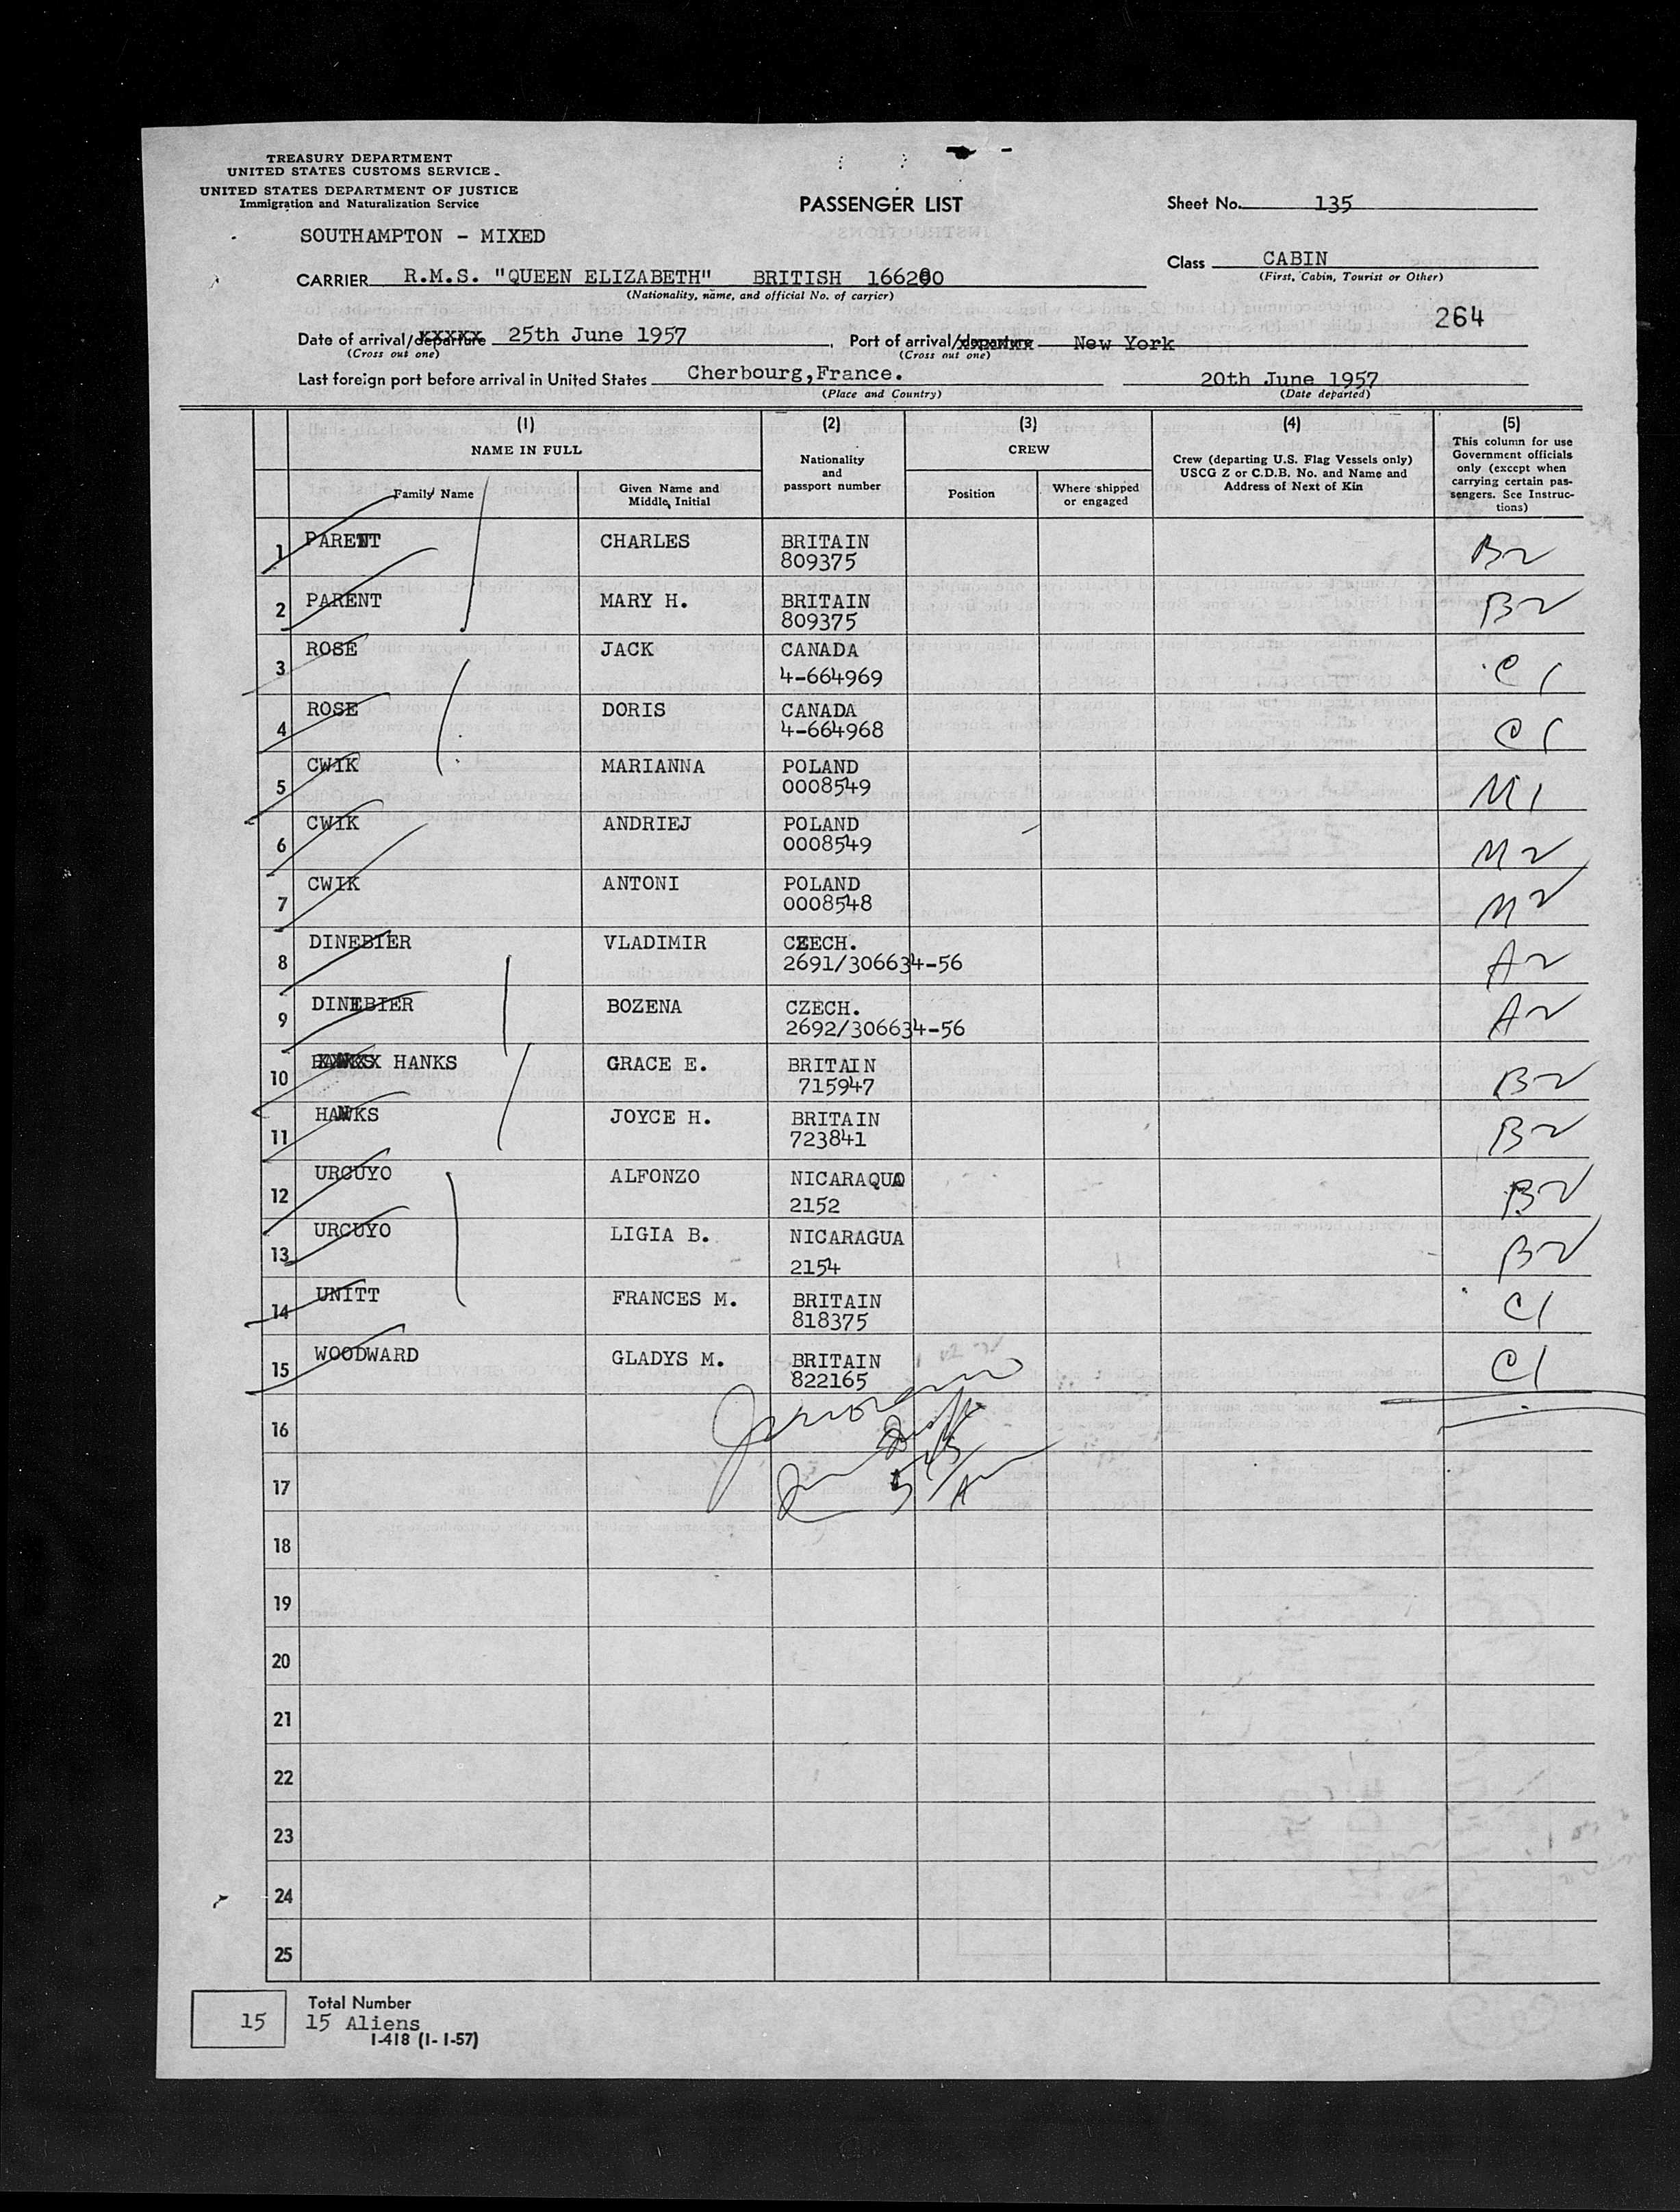 TREASURY DEPARTMENT
UNITED STATES CUSTOMS SERVICE
UNITED STATES DEPARTMENT OF JUSTICE
Immigration and Naturalization Service
PASSENGER LIST
Sheet No. 135
SOUTHAMPTON - MIXED
Class CABIN
(First, Cabin, Tourist or Other)
CARRIER R.M.S. "QUEEN ELIZABETH" BRITISH 166200
(Nationality, name, and official No. of carrier)
264
Date of arrival/departure 25th June 1957, Port of arrival/departure New York
(Cross out one) (Cross out one)
Last foreign port before arrival in United States Cherbourg,France. 20th June 1957
(Place and Country) (Date departed)
(1) (2) (3) (4) (5)
NAME IN FULL
Nationality and passport number
CREW
Crew (departing U.S. Flag Vessels only) USCG Z or C.D.B. No. and Name and Address of Next of Kin
This column for use Government officials only (except when carrying certain passengers. See Instructions)
Family Name
Given Name and Middle Initial
Position
Where shipped or engaged
1 PARENT CHARLES BRITAIN B2
809375
2 PARENT MARY H. BRITAIN B2
809375
3 ROSE JACK CANADA C1
4-664969
4 ROSE DORIS CANADA C1
4-664968
5 CWIK MARIANNA POLAND M1
0008549
6 CWIK ANDRIEJ POLAND M2
0008549
7 CWIK ANTONI POLAND M2
0008548
8 DINEBIER VLADIMIR CZECH. A2
2691/306634-56
9 DINEBIER BOZENA CZECH. A2
2692/306634-56
10 HANKS GRACE E. BRITAIN B2
715947
11 HANKS JOYCE H. BRITAIN B2
723841
12 URCUYO ALFONZO NICARAQUA B2
2152
13 URCUYO LIGIA B. NICARAGUA B2
2154
14 UNITT FRANCES M. BRITAIN C1
818375
15 WOODWARD GLADYS M. BRITAIN C1
822165
16
17
18
19
20
21
22
23
24
25
15
Total Number
15 Aliens
I-418 (1-1-57)